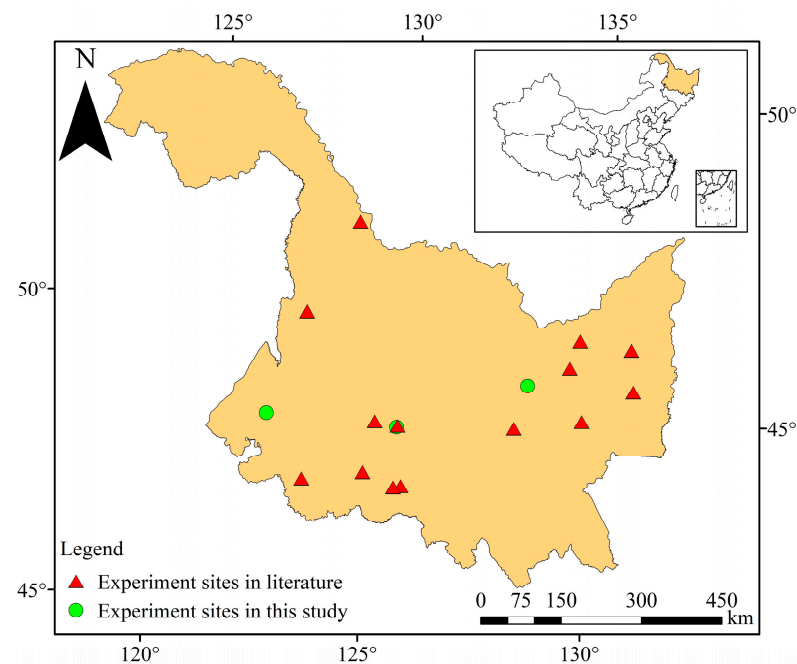 125° 130° 135°
N
50°
50°
45°
Legend
Experiment sites in literature
Experiment sites in this study
45°
0 75 150 300 450
km
120° 125° 130°